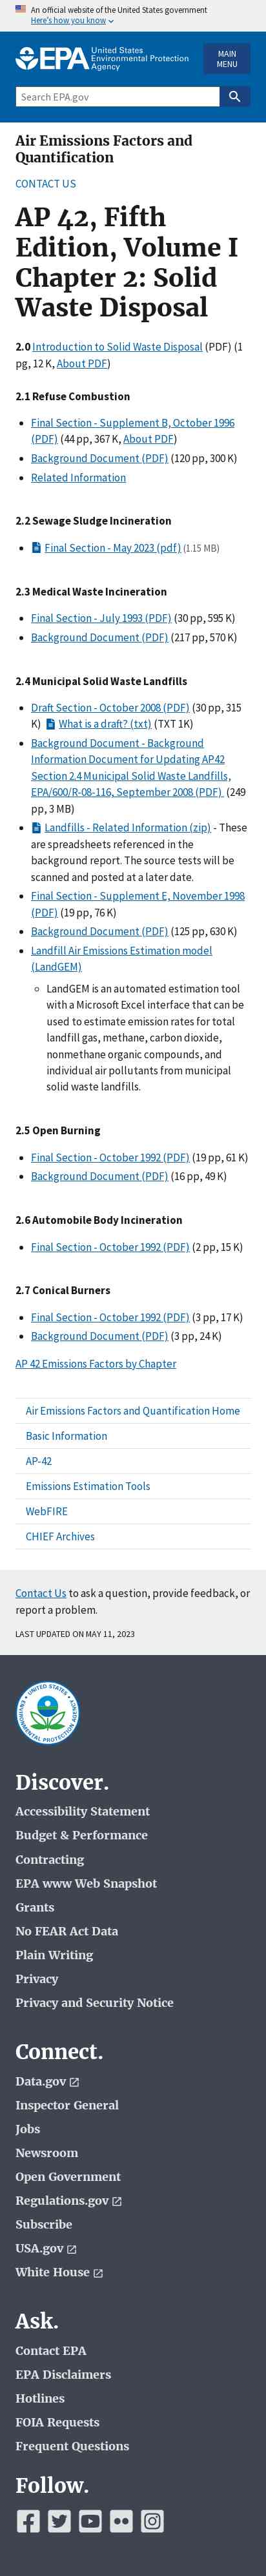 An official website of the United States government
Here's how you know
EPA
United States
Environmental Protection
Agency
MAIN
MENU
Search EPA.gov
Air Emissions Factors and
Quantification
CONTACT US
AP 42, Fifth
Edition, Volume I
Chapter 2: Solid
Waste Disposal
2.0 Introduction to Solid Waste Disposal (PDF) (1
pg, 12 K, About PDF)
2.1 Refuse Combustion
Final Section - Supplement B, October 1996
(PDF) (44 pp, 367 K, About PDF)
Background Document (PDF) (120 pp, 300 K)
Related Information
2.2 Sewage Sludge Incineration
Final Section - May 2023 (pdf) (1.15 MB)
2.3 Medical Waste Incineration
Final Section - July 1993 (PDF) (30 pp, 595 K)
Background Document (PDF) (217 pp, 570 K)
2.4 Municipal Solid Waste Landfills
Draft Section - October 2008 (PDF) (30 pp, 315
K) What is a draft? (txt) (TXT 1K)
Background Document - Background
Information Document for Updating AP42
Section 2.4 Municipal Solid Waste Landfills,
EPA/600/R-08-116, September 2008 (PDF) (249
pp, 3 MB)
Landfills - Related Information (zip) - These
are spreadsheets referenced in the
background report. The source tests will be
scanned and posted at a later date.
Final Section - Supplement E, November 1998
(PDF) (19 pp, 76 K)
Background Document (PDF) (125 pp, 630 K)
Landfill Air Emissions Estimation model
(LandGEM)
LandGEM is an automated estimation tool
with a Microsoft Excel interface that can be
used to estimate emission rates for total
landfill gas, methane, carbon dioxide,
nonmethane organic compounds, and
individual air pollutants from municipal
solid waste landfills.
2.5 Open Burning
Final Section - October 1992 (PDF) (19 pp, 61 K)
Background Document (PDF) (16 pp, 49 K)
2.6 Automobile Body Incineration
Final Section - October 1992 (PDF) (2 pp, 15 K)
2.7 Conical Burners
Final Section - October 1992 (PDF) (3 pp, 17 K)
Background Document (PDF) (3 pp, 24 K)
AP 42 Emissions Factors by Chapter
Air Emissions Factors and Quantification Home
Basic Information
AP-42
Emissions Estimation Tools
WebFIRE
CHIEF Archives
Contact Us to ask a question, provide feedback, or
report a problem.
LAST UPDATED ON MAY 11, 2023
UNITED STATES
ENVIRONMENTAL PROTECTION AGENCY
Discover.
Accessibility Statement
Budget & Performance
Contracting
EPA www Web Snapshot
Grants
No FEAR Act Data
Plain Writing
Privacy
Privacy and Security Notice
Connect.
Data.gov
Inspector General
Jobs
Newsroom
Open Government
Regulations.gov
Subscribe
USA.gov
White House
Ask.
Contact EPA
EPA Disclaimers
Hotlines
FOIA Requests
Frequent Questions
Follow.